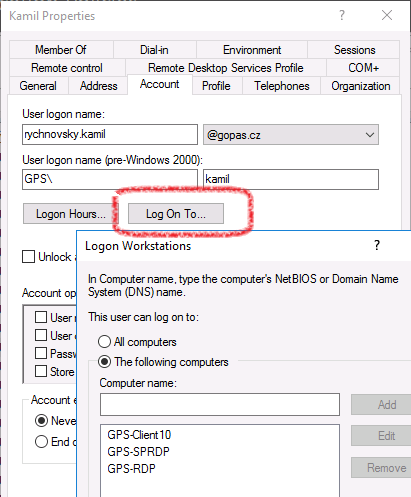 Kamil Properties
Member Of Dial-in Environment Sessions
Remote control Remote Desktop Services Profile COM+
General Address Account Profile Telephones Organization
User logon name:
rychnovsky.kamil @gopas.cz
User logon name (pre-Windows 2000):
GPS\ kamil
Logon Hours... Log On To...
Unlock a
Logon Workstations ?
In Computer name, type the computer's NetBIOS or Domain Name
System (DNS) name.
Account op
This user can log on to:
User
User
All computers
Passw
The following computers
Store
Computer name:
Add
Account e
Never
End o
GPS-Client10
GPS-SPRDP
GPS-RDP
Edit
Remove